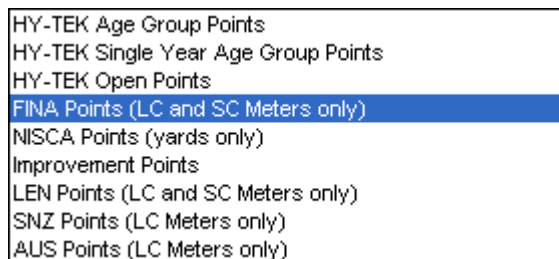 HY-TEK Age Group Points
HY-TEK Single Year Age Group Points
HY-TEK Open Points
FINA Points (LC and SC Meters only)
NISCA Points (yards only)
Improvement Points
LEN Points (LC and SC Meters only)
SNZ Points (LC Meters only)
AUS Points (LC Meters only)